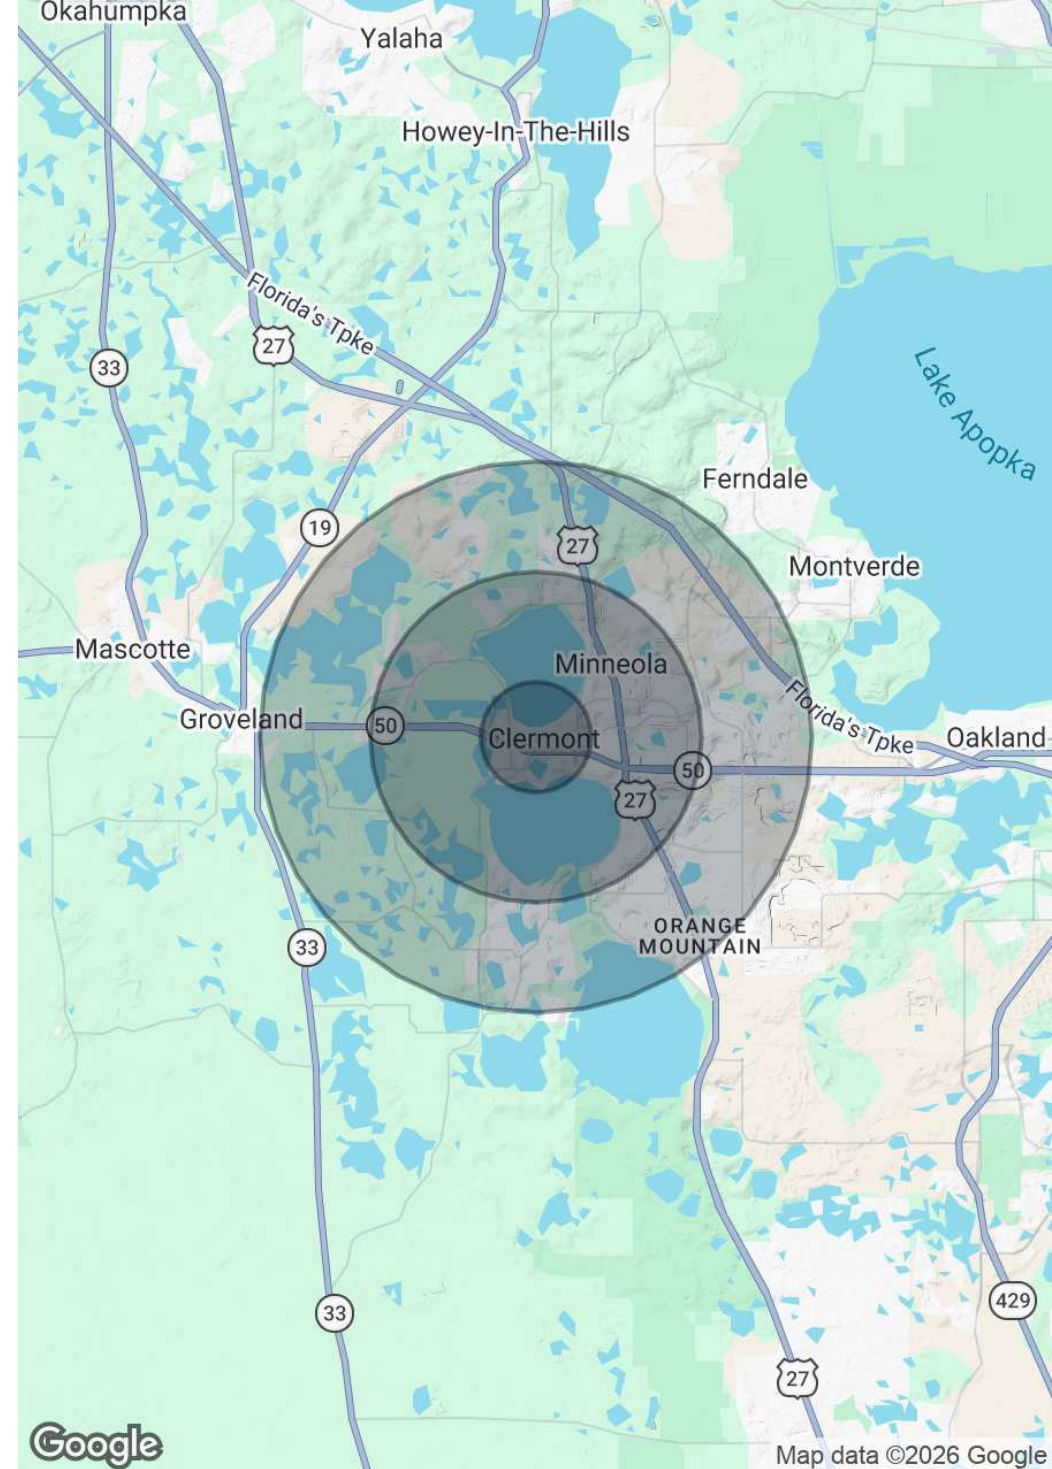 Okahumpka
Yalaha
Howey-In-The-Hills
Florida's Tpke
27
33
Lake Apopka
Ferndale
19
27
Montverde
Mascotte
Minneola
Groveland
50
Clermont
Florida's Tpke
Oakland
50
27
ORANGE
MOUNTAIN
33
429
33
27
Google
Map data ©2026 Google